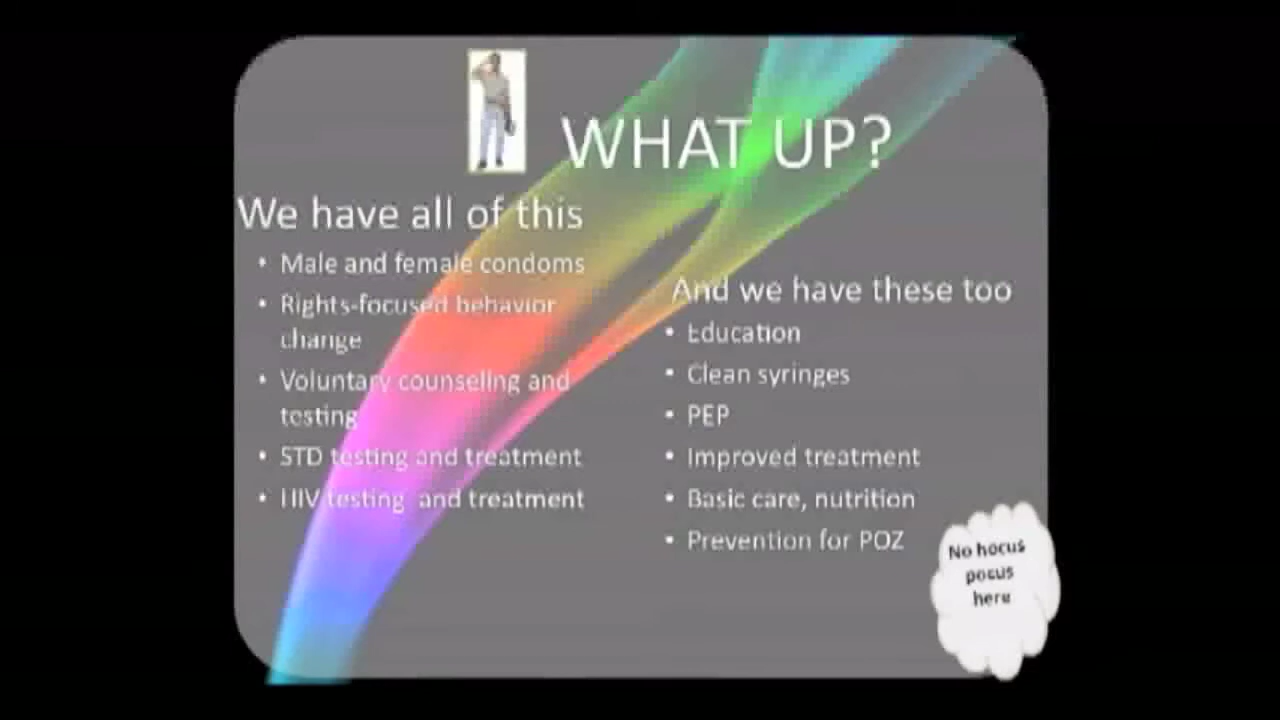 WHAT UP?
We have all of this
• Male and female condoms
• Rights-focused behavior
change
• Voluntary counseling and
testing
• STD testing and treatment
• HIV testing and treatment
And we have these too
• Education
• Clean syringes
• PEP
• Improved treatment
• Basic care, nutrition
• Prevention for POZ
No hocus
pocus
here